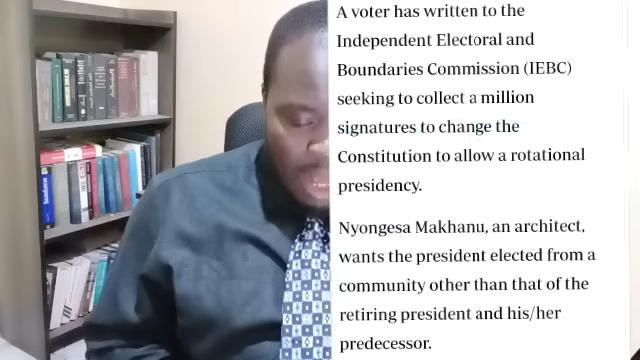 A voter has written to the
Independent Electoral and
Boundaries Commission (IEBC)
seeking to collect a million
signatures to change the
Constitution to allow a rotational
presidency.
Nyongesa Makhanu, an architect,
wants the president elected from a
community other than that of the
retiring president and his/her
predecessor.